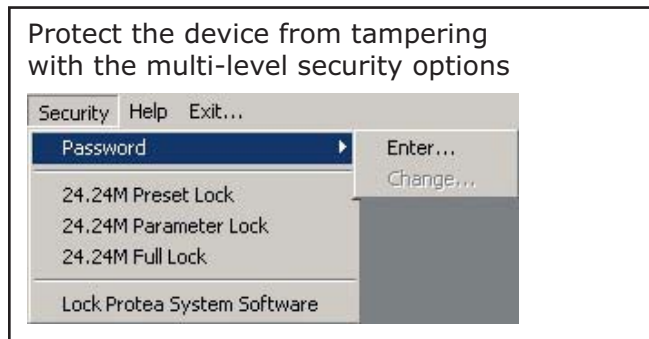 Protect the device from tampering
with the multi-level security options
Security Help Exit...
Password
Enter...
Change...
24.24M Preset Lock
24.24M Parameter Lock
24.24M Full Lock
Lock Protea System Software